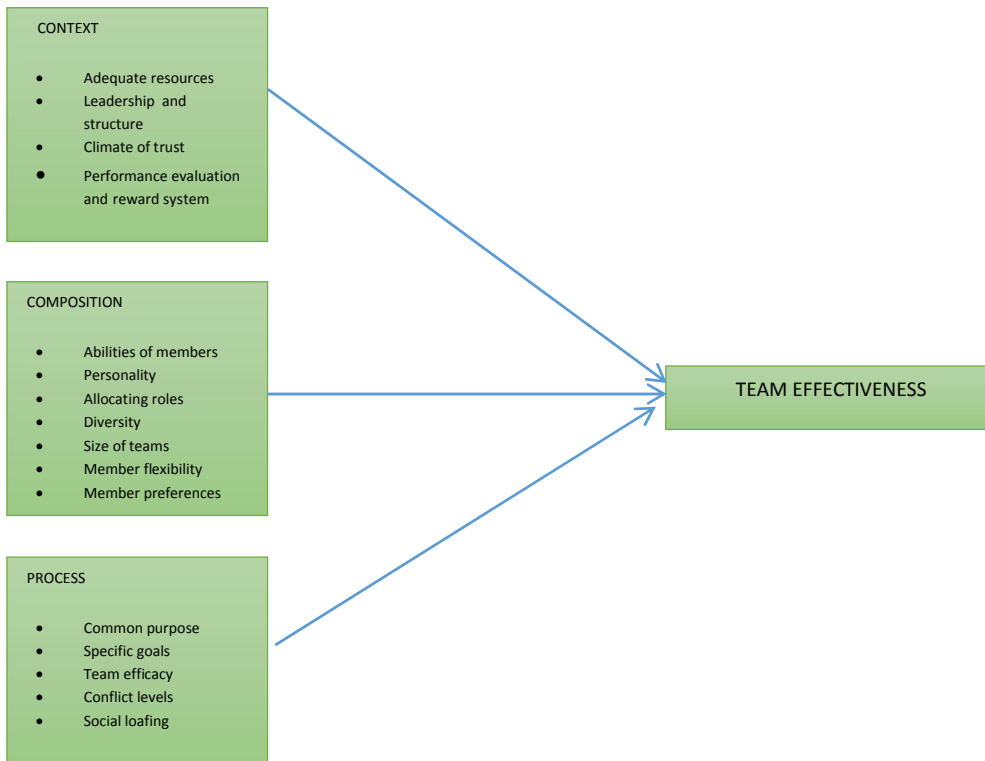 CONTEXT
• Adequate resources
• Leadership and
structure
• Climate of trust
• Performance evaluation
and reward system
COMPOSITION
• Abilities of members
• Personality
• Allocating roles
• Diversity
• Size of teams
• Member flexibility
• Member preferences
PROCESS
• Common purpose
• Specific goals
• Team efficacy
• Conflict levels
• Social loafing
TEAM EFFECTIVENESS